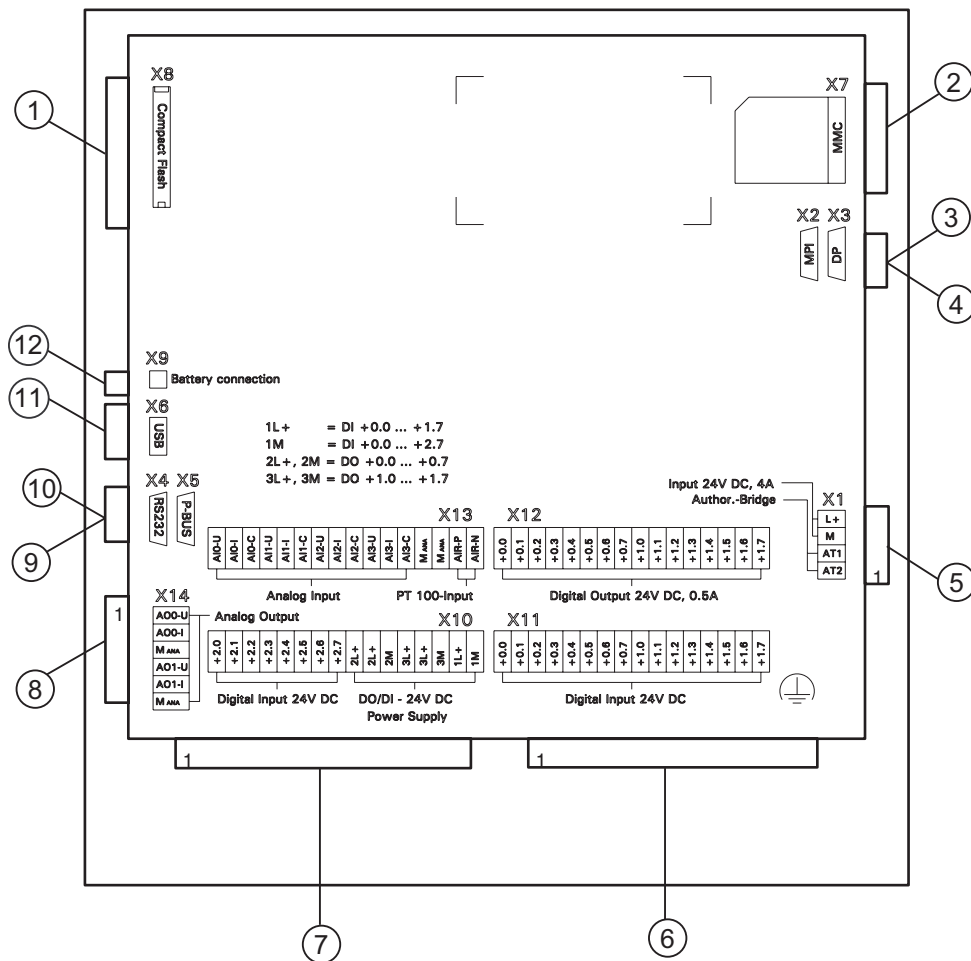 X8
Compact Flash
1
X7
MMC
2
X2 X3
MPI
DP
3
4
12
X9
Battery connection
11
X6
USB
1L+ = DI +0.0 ... +1.7
1M = DI +0.0 ... +2.7
2L+, 2M = DO +0.0 ... +0.7
3L+, 3M = DO +1.0 ... +1.7
10
9
X4 X5
RS232
P-BUS
Input 24V DC, 4A
Author.-Bridge
X1
L+
M
AT1
AT2
1
5
X13
AI0-U AI0-I AI0-C AI1-U AI1-I AI1-C AI2-U AI2-I AI2-C AI3-U AI3-I AI3-C M ANA M ANA AIR-P AIR-N
Analog Input
PT 100-Input
X12
+0.0 +0.1 +0.2 +0.3 +0.4 +0.5 +0.6 +0.7 +1.0 +1.1 +1.2 +1.3 +1.4 +1.5 +1.6 +1.7
Digital Output 24V DC, 0.5A
X14
1
AO0-U
AO0-I
M ANA
AO1-U
AO1-I
M ANA
Analog Output
8
X10
+2.0 +2.1 +2.2 +2.3 +2.4 +2.5 +2.6 +2.7 2L+ 2L+ 2M 3L+ 3L+ 3M 1L+ 1M
Digital Input 24V DC
DO/DI - 24V DC
Power Supply
X11
+0.0 +0.1 +0.2 +0.3 +0.4 +0.5 +0.6 +0.7 +1.0 +1.1 +1.2 +1.3 +1.4 +1.5 +1.6 +1.7
Digital Input 24V DC
1
1
7
6